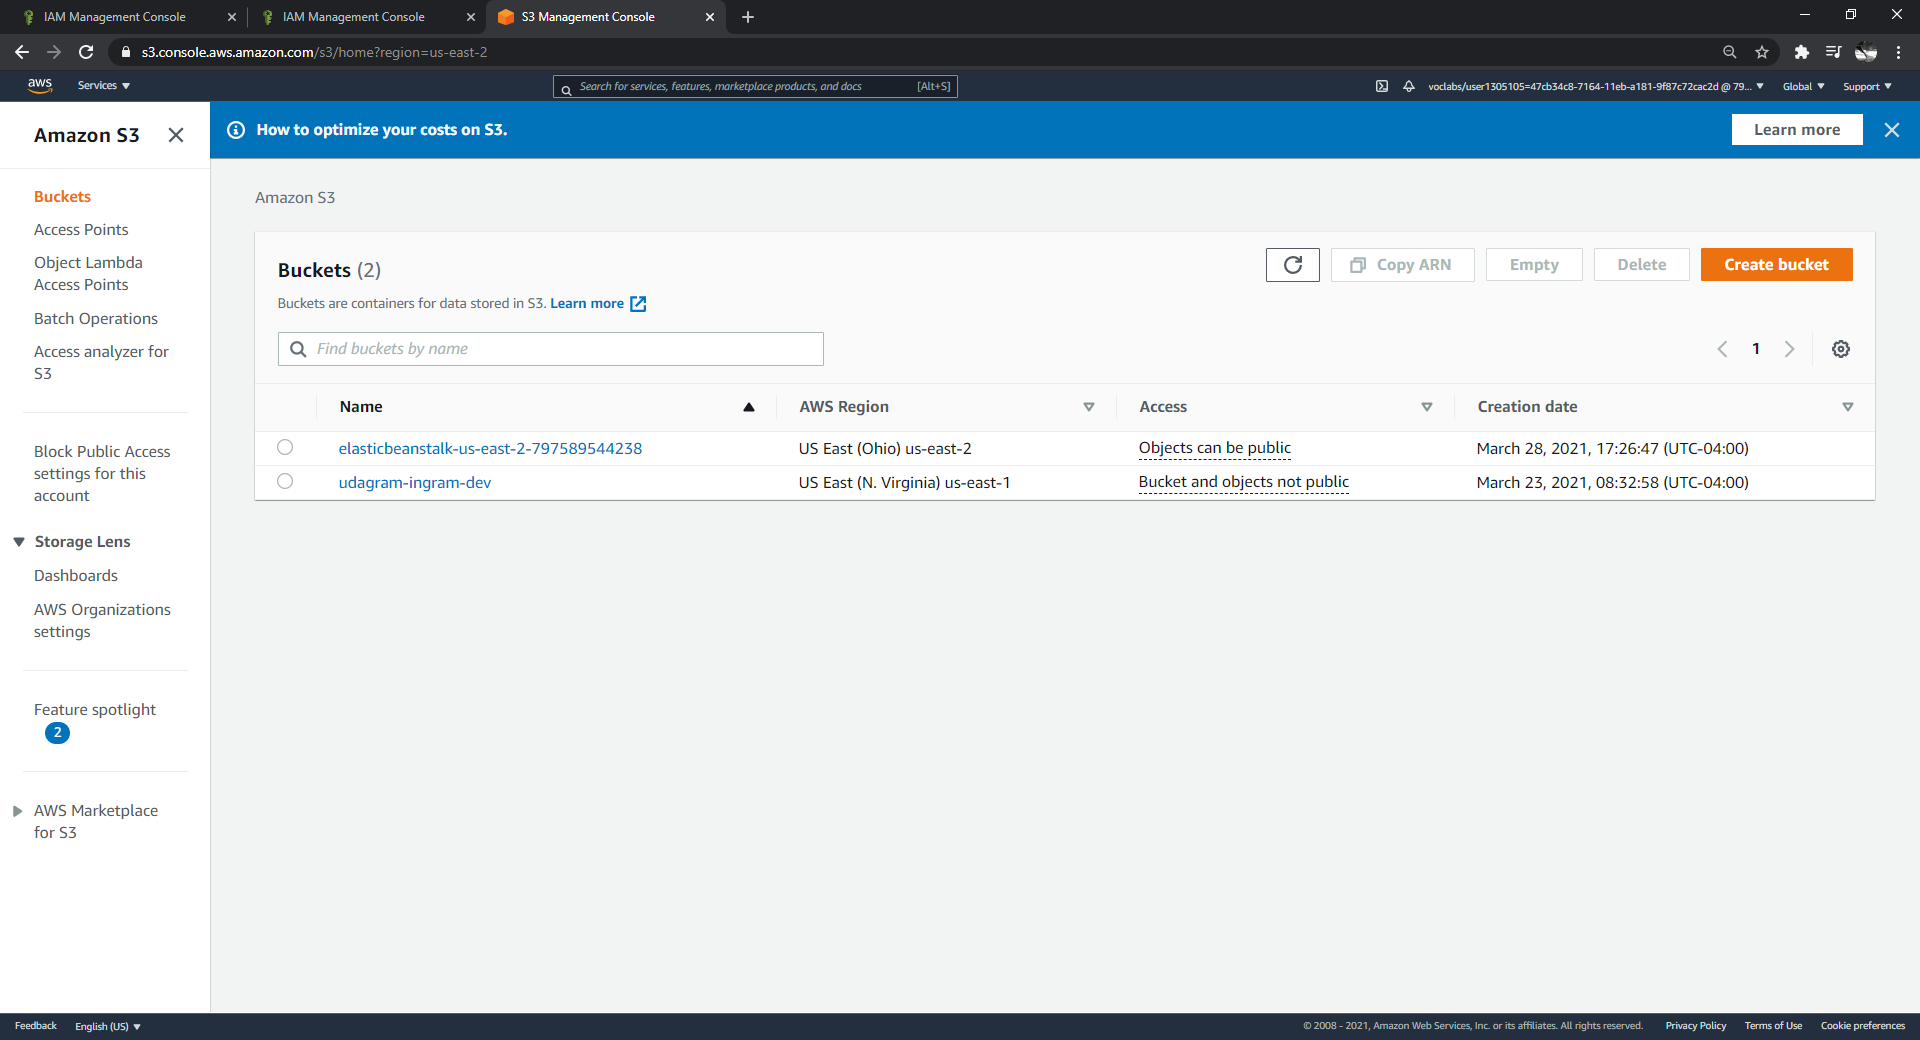 IAM Management Console
IAM Management Console
S3 Management Console
s3.console.aws.amazon.com/s3/home?region=us-east-2
aws
Services
Search for services, features, marketplace products, and docs [Alt+S]
voclabs/user1305105=47cb34c8-7164-11eb-a181-9f87c72cac2d @ 79...
Global
Support
Amazon S3
How to optimize your costs on S3.
Learn more
Buckets
Access Points
Object Lambda
Access Points
Batch Operations
Access analyzer for
S3
Block Public Access
settings for this
account
Storage Lens
Dashboards
AWS Organizations
settings
Feature spotlight
2
AWS Marketplace
for S3
Amazon S3
Buckets (2)
Copy ARN
Empty
Delete
Create bucket
Buckets are containers for data stored in S3. Learn more
Find buckets by name
1
Name AWS Region Access Creation date
elasticbeanstalk-us-east-2-797589544238 US East (Ohio) us-east-2 Objects can be public March 28, 2021, 17:26:47 (UTC-04:00)
udagram-ingram-dev US East (N. Virginia) us-east-1 Bucket and objects not public March 23, 2021, 08:32:58 (UTC-04:00)
Feedback
English (US)
© 2008 - 2021, Amazon Web Services, Inc. or its affiliates. All rights reserved.
Privacy Policy
Terms of Use
Cookie preferences